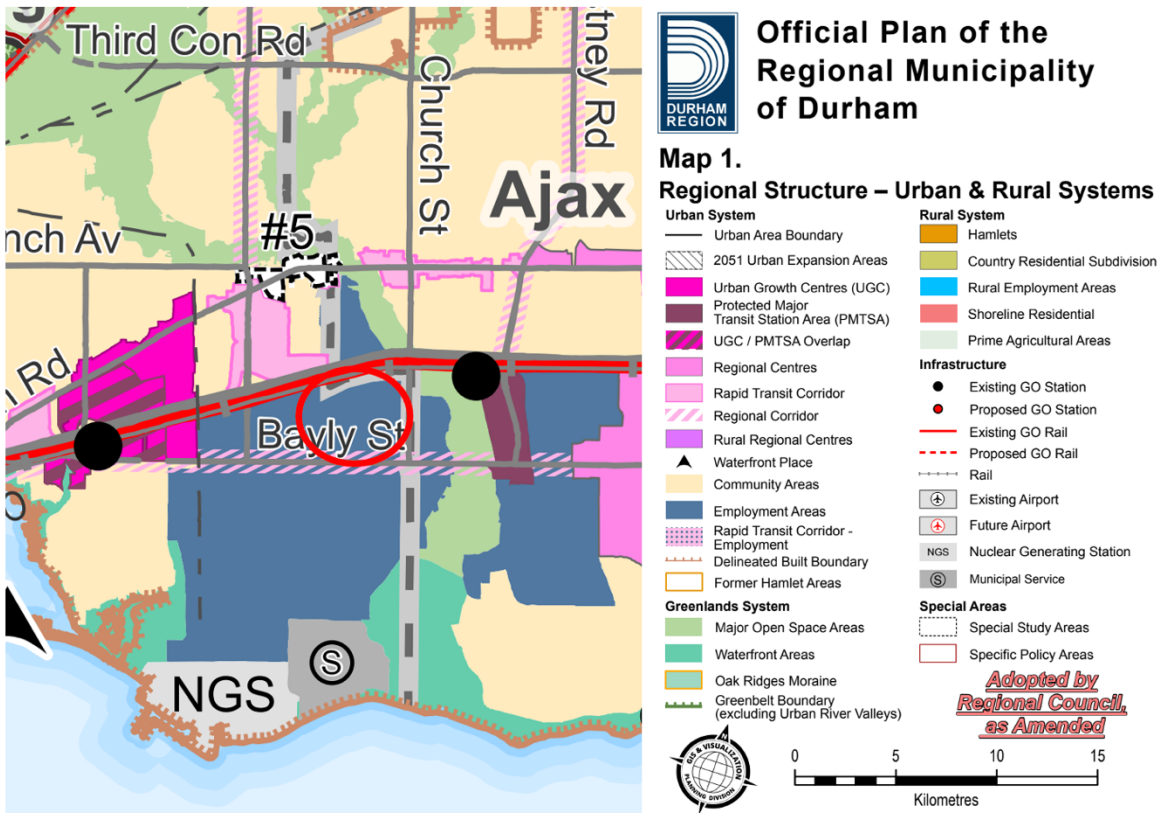 Third Con Rd
Church St
tney Rd
Ajax
nch Av
#5
Rd
Bayly St
NGS
S
DURHAM
REGION
Official Plan of the
Regional Municipality
of Durham
Map 1.
Regional Structure – Urban & Rural Systems
Urban System
Urban Area Boundary
2051 Urban Expansion Areas
Urban Growth Centres (UGC)
Protected Major
Transit Station Area (PMTSA)
UGC / PMTSA Overlap
Regional Centres
Rapid Transit Corridor
Regional Corridor
Rural Regional Centres
Waterfront Place
Community Areas
Employment Areas
Rapid Transit Corridor -
Employment
Delineated Built Boundary
Former Hamlet Areas
Greenlands System
Major Open Space Areas
Waterfront Areas
Oak Ridges Moraine
Greenbelt Boundary
(excluding Urban River Valleys)
Rural System
Hamlets
Country Residential Subdivision
Rural Employment Areas
Shoreline Residential
Prime Agricultural Areas
Infrastructure
Existing GO Station
Proposed GO Station
Existing GO Rail
Proposed GO Rail
Rail
Existing Airport
Future Airport
NGS Nuclear Generating Station
S Municipal Service
Special Areas
Special Study Areas
Specific Policy Areas
Adopted by
Regional Council,
as Amended
GIS & VISUALIZATION
PLANNING DIVISION
0 5 10 15
Kilometres